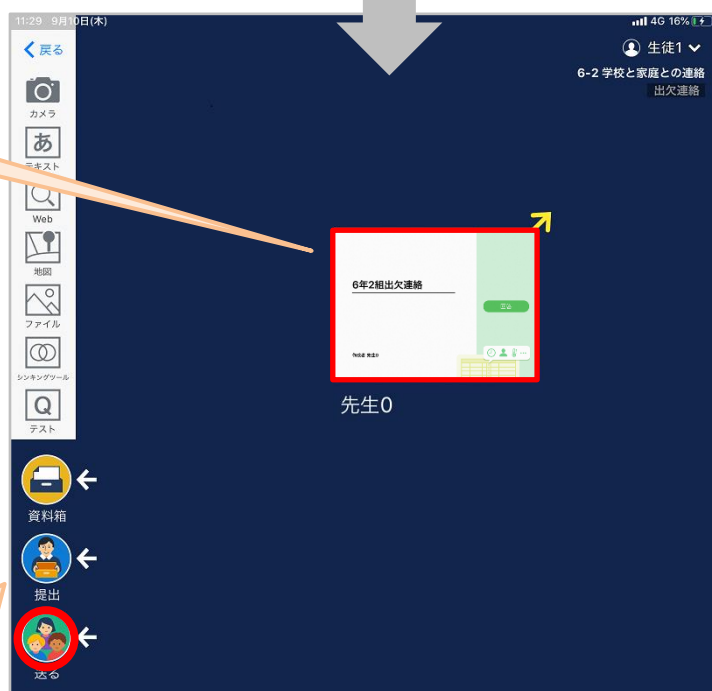 11:29 9月10日(木)
4G 16%
戻る
生徒1
6-2 学校と家庭との連絡
出欠連絡
カメラ
あ
テキスト
Web
地図
ファイル
シンキングツール
Q
テスト
6年2組出欠連絡
先生0
資料箱
提出
送る